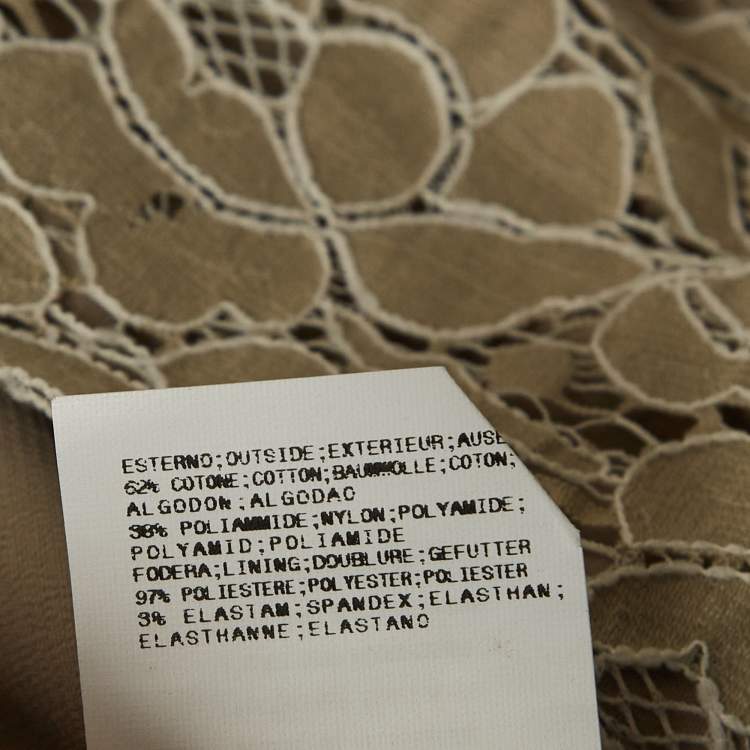 ESTERNO;OUTSIDE;EXTERIEUR;AUSE
62% COTONE;COTTON;BAUMWOLLE;COTON;
ALGODON;ALGODAO
38% POLIAMMIDE;NYLON;POLYAMIDE;
POLYAMID;POLIAMIDE
FODERA;LINING;DOUBLURE;GEFUTTER
97% POLIESTERE;POLYESTER;POLIESTER
3% ELASTAM;SPANDEX;ELASTHAN;
ELASTHANNE;ELASTANO